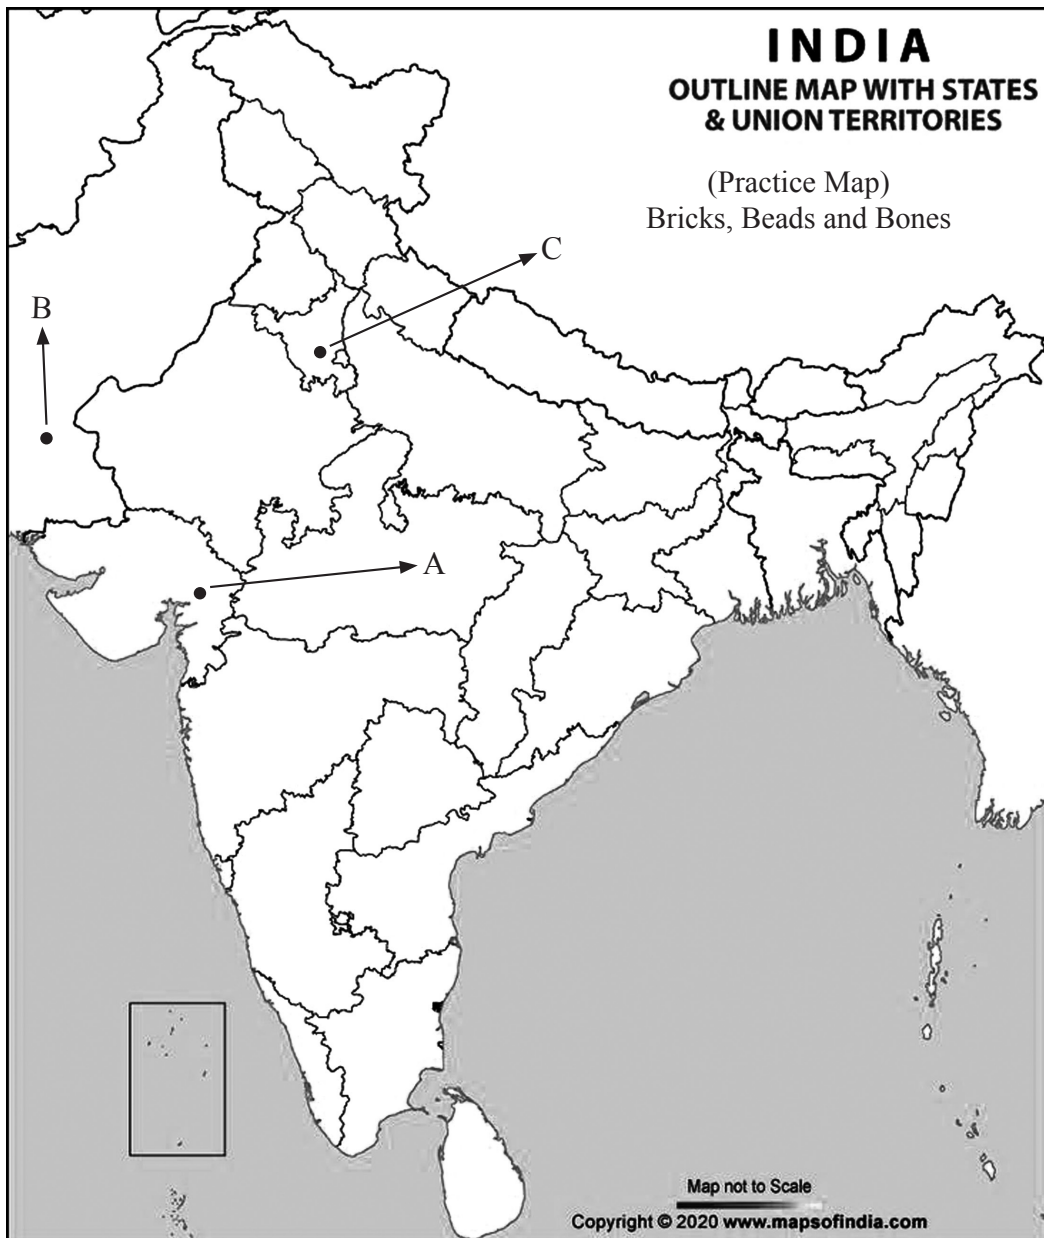 INDIA
OUTLINE MAP WITH STATES
& UNION TERRITORIES
(Practice Map)
Bricks, Beads and Bones
C
B
A
Map not to Scale
Copyright © 2020 www.mapsofindia.com